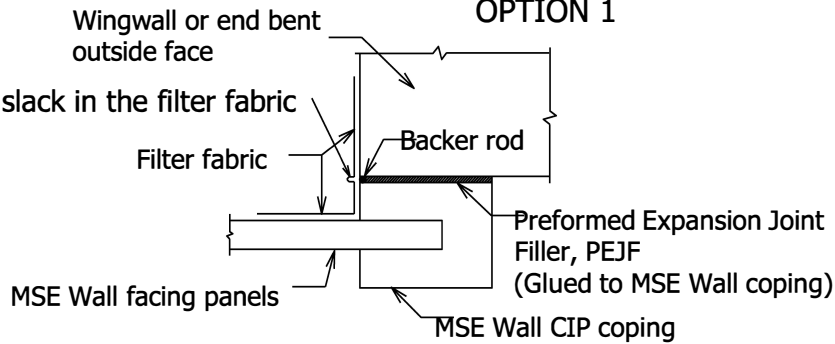 OPTION 1
Wingwall or end bent
outside face
slack in the filter fabric
Backer rod
Filter fabric
Preformed Expansion Joint
Filler, PEJF
(Glued to MSE Wall coping)
MSE Wall facing panels
MSE Wall CIP coping